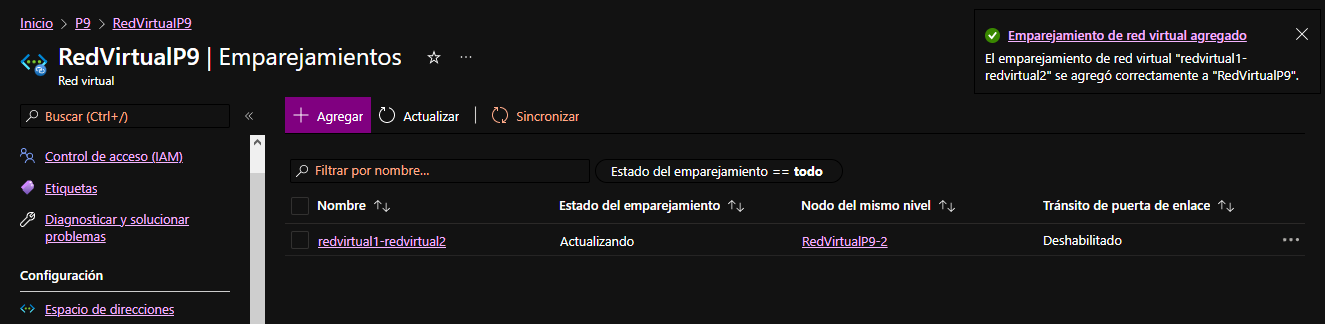 Inicio > P9 > RedVirtualP9
RedVirtualP9 | Emparejamientos
Red virtual
Emparejamiento de red virtual agregado
El emparejamiento de red virtual "redvirtual1-
redvirtual2" se agregó correctamente a "RedVirtualP9".
Buscar (Ctrl+/)
Control de acceso (IAM)
Etiquetas
Diagnosticar y solucionar
problemas
Configuración
Espacio de direcciones
Agregar Actualizar Sincronizar
Filtrar por nombre... Estado del emparejamiento == todo
Nombre Estado del emparejamiento Nodo del mismo nivel Tránsito de puerta de enlace
redvirtual1-redvirtual2 Actualizando RedVirtualP9-2 Deshabilitado